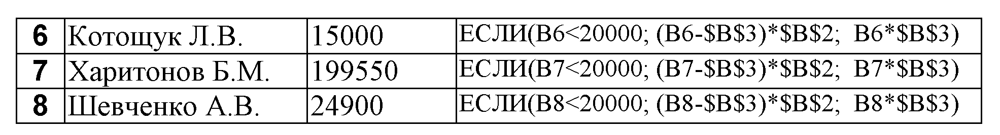 6 Котощук Л.В. 15000 ЕСЛИ(B6<20000; (B6-$B$3)*$B$2; B6*$B$3)
7 Харитонов Б.М. 199550 ЕСЛИ(B7<20000; (B7-$B$3)*$B$2; B7*$B$3)
8 Шевченко А.В. 24900 ЕСЛИ(B8<20000; (B8-$B$3)*$B$2; B8*$B$3)